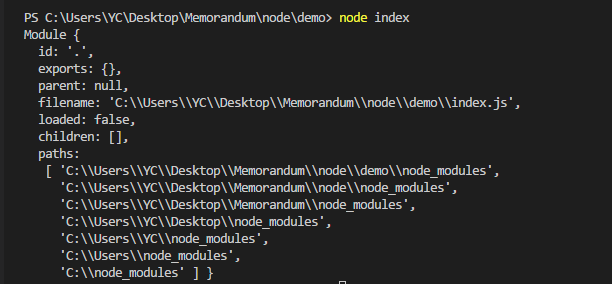 PS C:\Users\YC\Desktop\Memorandum\node\demo> node index
Module {
  id: '.',
  exports: {},
  parent: null,
  filename: 'C:\\Users\\YC\\Desktop\\Memorandum\\node\\demo\\index.js',
  loaded: false,
  children: [],
  paths:
   [ 'C:\\Users\\YC\\Desktop\\Memorandum\\node\\demo\\node_modules',
     'C:\\Users\\YC\\Desktop\\Memorandum\\node\\node_modules',
     'C:\\Users\\YC\\Desktop\\Memorandum\\node_modules',
     'C:\\Users\\YC\\Desktop\\node_modules',
     'C:\\Users\\YC\\node_modules',
     'C:\\Users\\node_modules',
     'C:\\node_modules' ] }